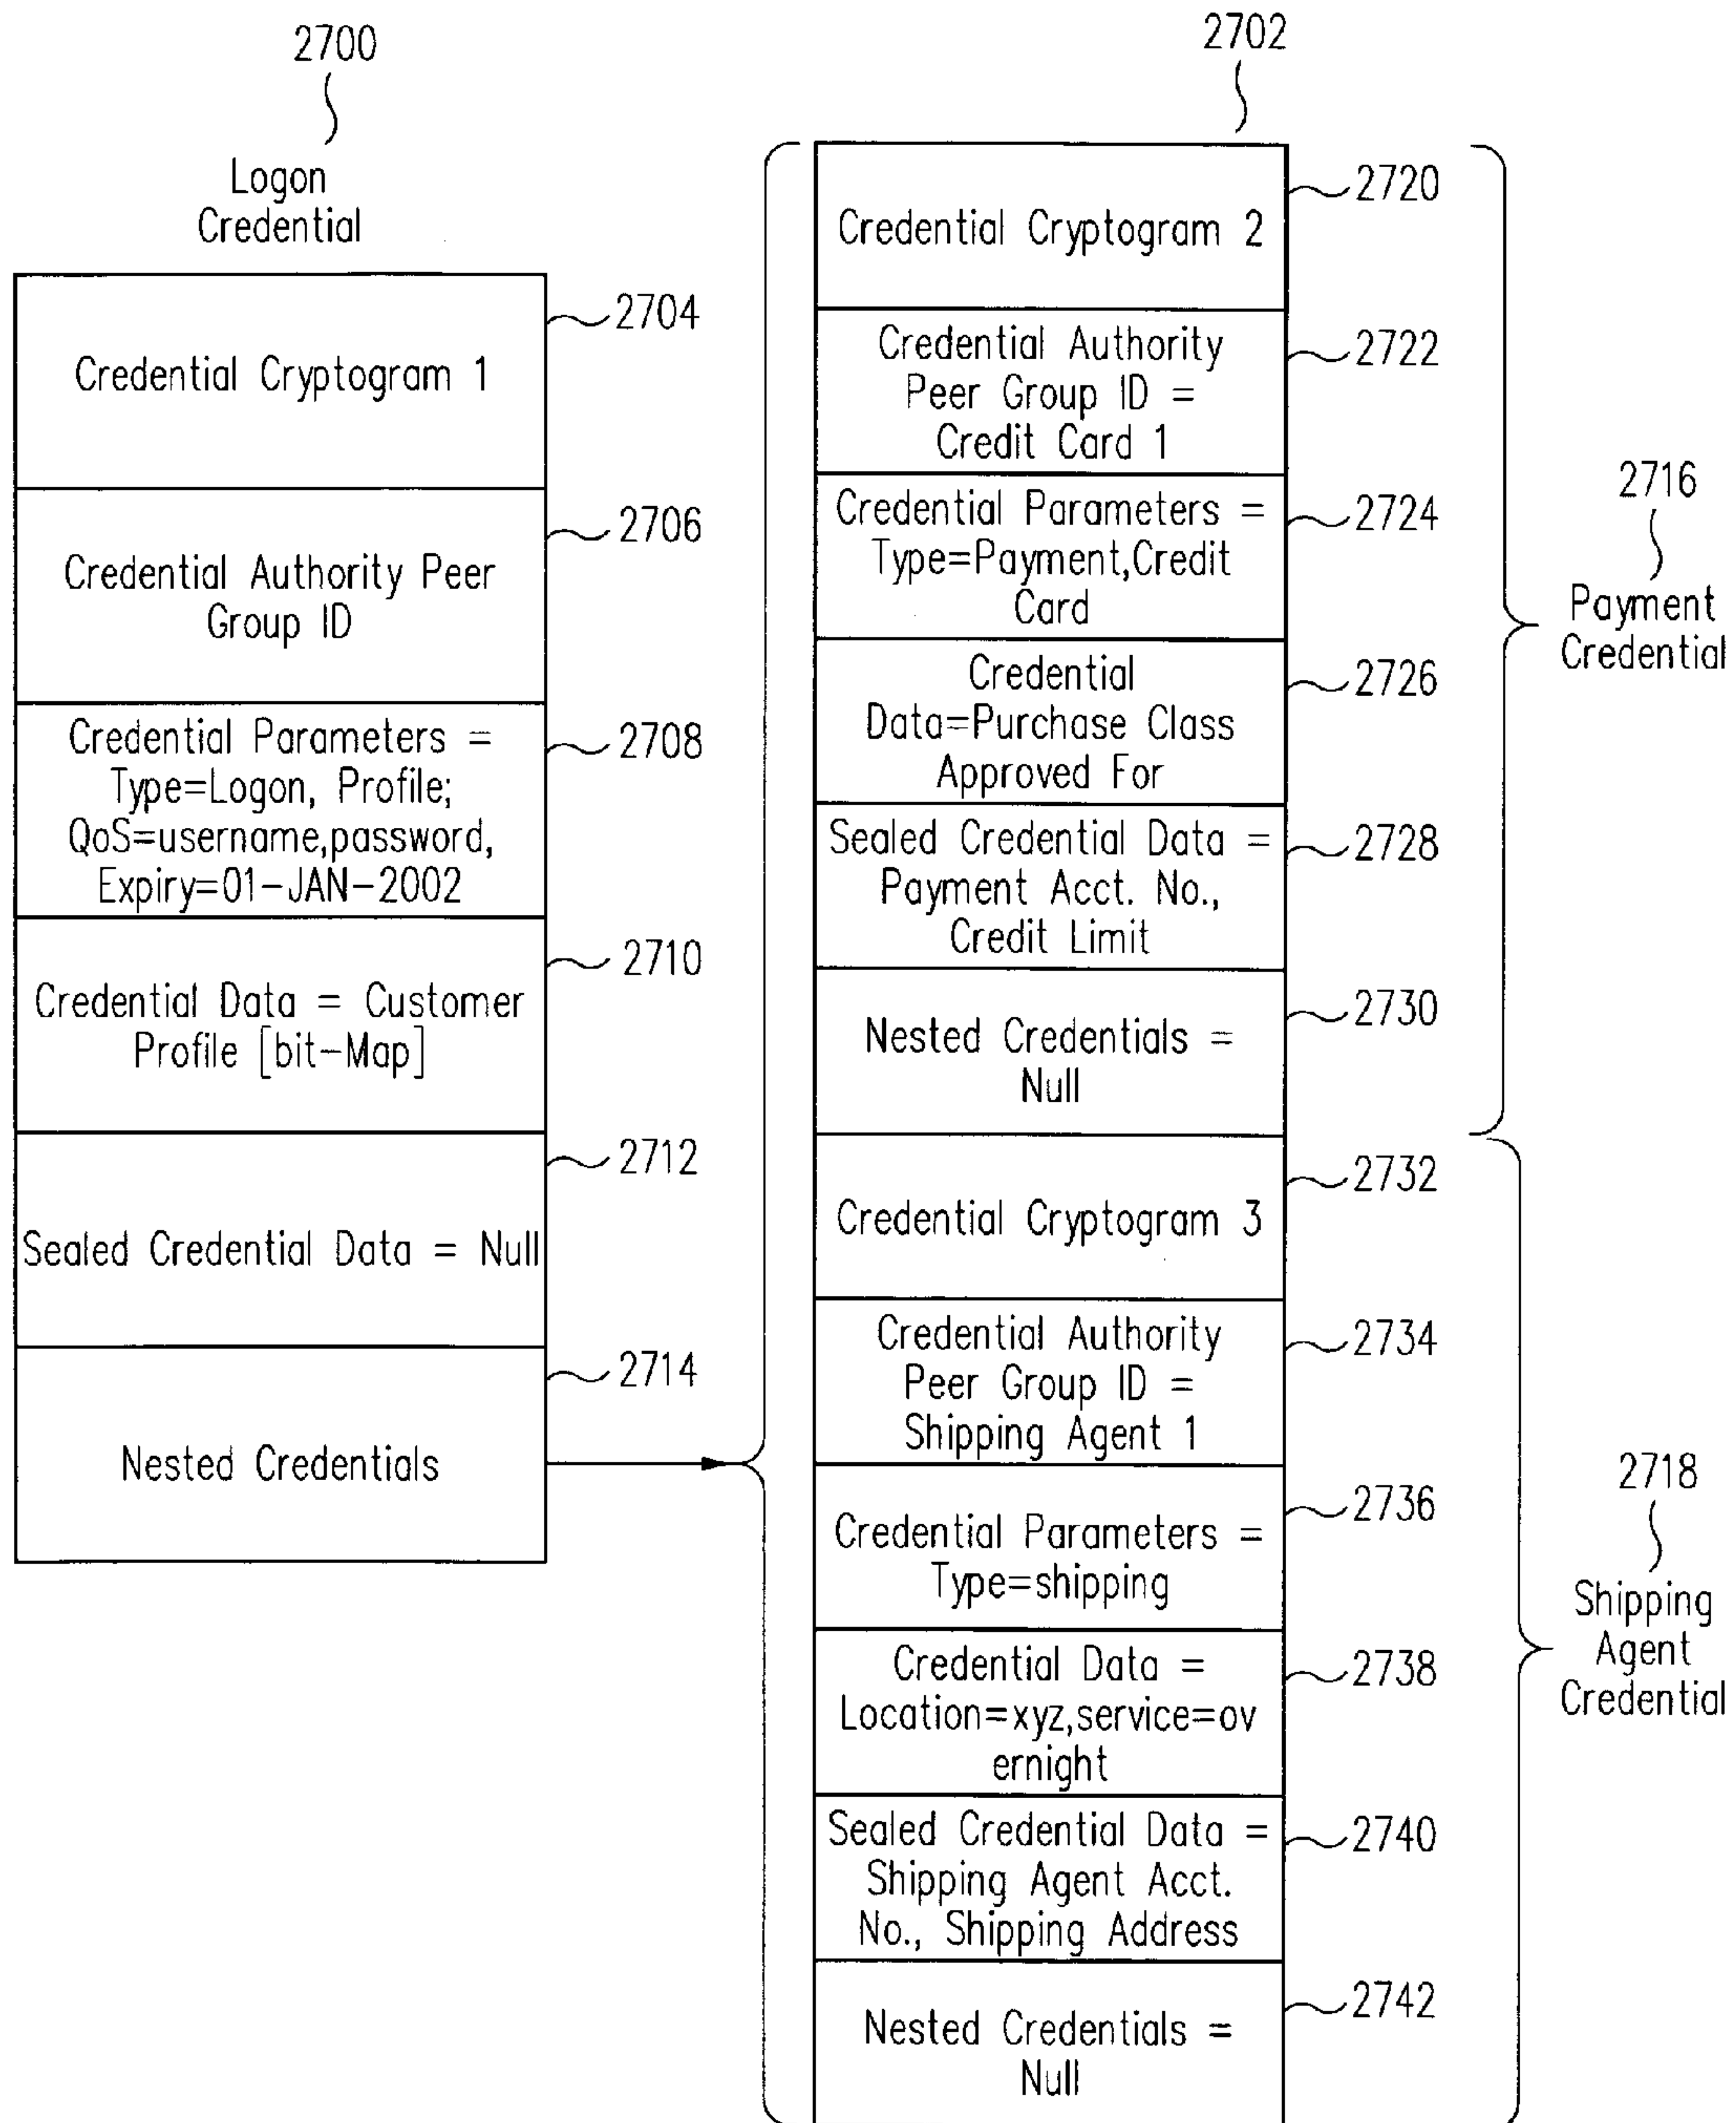 2700
Logon
Credential
Credential Cryptogram 1
2704
Credential Authority Peer
Group ID
2706
Credential Parameters =
Type=Logon, Profile;
QoS=username,password,
Expiry=01-JAN-2002
2708
Credential Data = Customer
Profile [bit-Map]
2710
Sealed Credential Data = Null
2712
Nested Credentials
2714
2702
Credential Cryptogram 2
2720
Credential Authority
Peer Group ID =
Credit Card 1
2722
Credential Parameters =
Type=Payment,Credit
Card
2724
Credential
Data=Purchase Class
Approved For
2726
Sealed Credential Data =
Payment Acct. No.,
Credit Limit
2728
Nested Credentials =
Null
2730
2716
Payment
Credential
Credential Cryptogram 3
2732
Credential Authority
Peer Group ID =
Shipping Agent 1
2734
Credential Parameters =
Type=shipping
2736
Credential Data =
Location=xyz,service=ov
ernight
2738
Sealed Credential Data =
Shipping Agent Acct.
No., Shipping Address
2740
Nested Credentials =
Null
2742
2718
Shipping
Agent
Credential